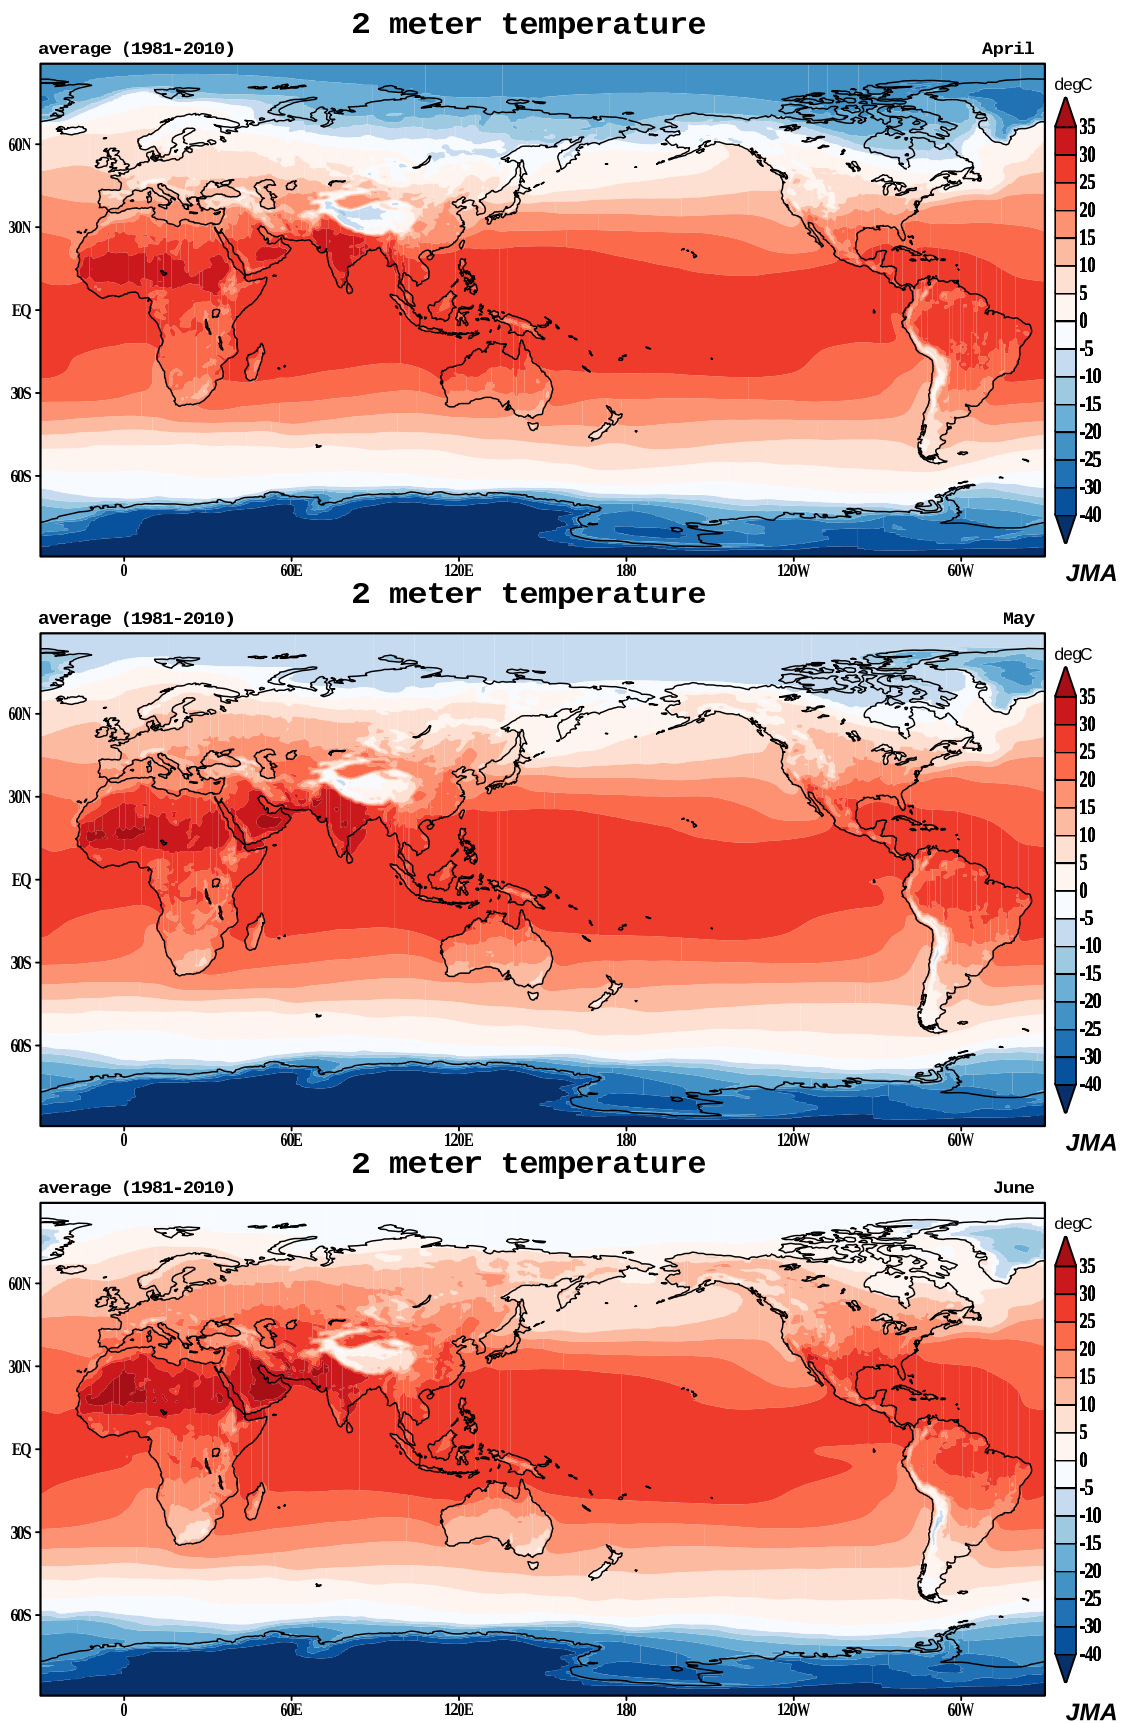 2 meter temperature
average (1981-2010) April
degC
35
30
25
20
15
10
5
0
-5
-10
-15
-20
-25
-30
-40
60N
30N
EQ
30S
60S
0 60E 120E 180 120W 60W
JMA
2 meter temperature
average (1981-2010) May
degC
35
30
25
20
15
10
5
0
-5
-10
-15
-20
-25
-30
-40
60N
30N
EQ
30S
60S
0 60E 120E 180 120W 60W
JMA
2 meter temperature
average (1981-2010) June
degC
35
30
25
20
15
10
5
0
-5
-10
-15
-20
-25
-30
-40
60N
30N
EQ
30S
60S
0 60E 120E 180 120W 60W
JMA